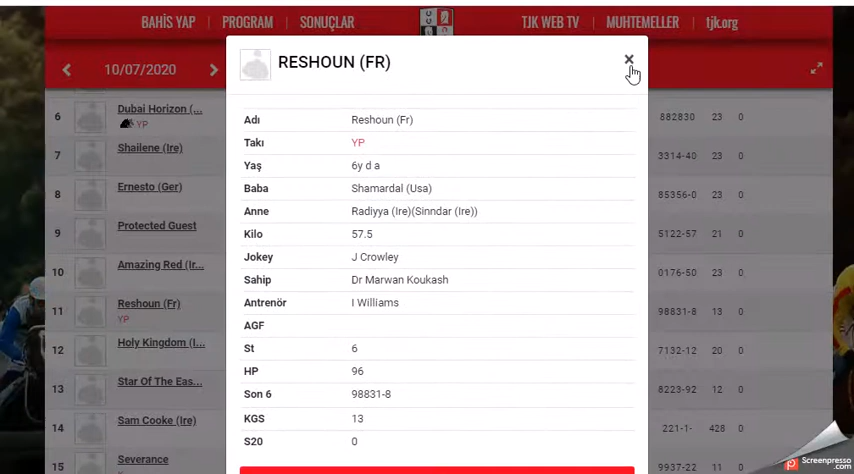 BAHİS YAP PROGRAM SONUÇLAR TJK WEB TV MUHTEMELLER tjk.org
10/07/2020
RESHOUN (FR) ×
6 Dubai Horizon (... 882830 23 0
YP
7 Shailene (Ire) 3314-40 23 0
8 Ernesto (Ger) 85356-0 23 0
9 Protected Guest 5122-57 21 0
10 Amazing Red (Ir... 0176-50 23 0
11 Reshoun (Fr) 98831-8 13 0
YP
12 Holy Kingdom (I... 7132-12 20 0
13 Star Of The Eas... 8223-92 12 0
14 Sam Cooke (Ire) 221-1- 428 0
15 Severance 9937-22 11 0
Adı Reshoun (Fr)
Takı YP
Yaş 6y d a
Baba Shamardal (Usa)
Anne Radiyya (Ire)(Sinndar (Ire))
Kilo 57.5
Jokey J Crowley
Sahip Dr Marwan Koukash
Antrenör I Williams
AGF
St 6
HP 96
Son 6 98831-8
KGS 13
S20 0
Screenpresso
.com